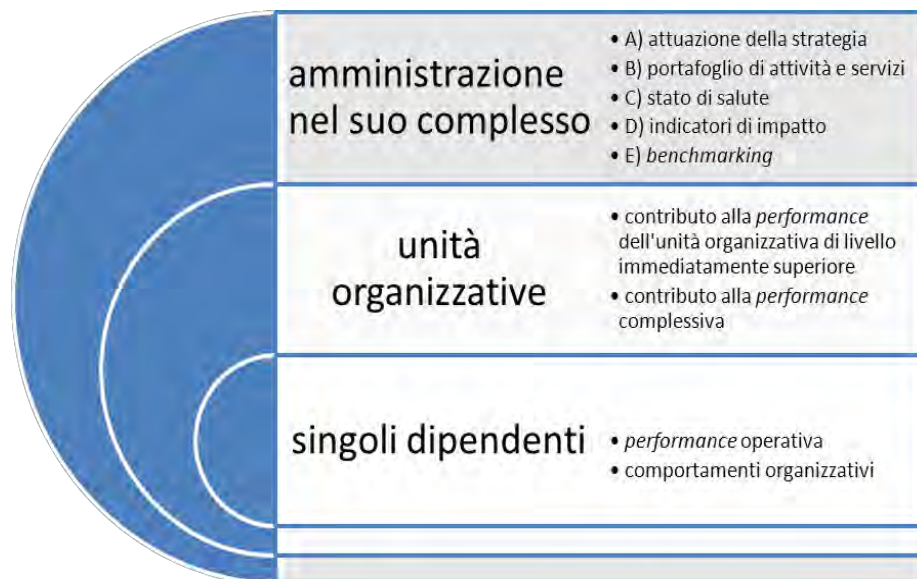 amministrazione
nel suo complesso
• A) attuazione della strategia
• B) portafoglio di attività e servizi
• C) stato di salute
• D) indicatori di impatto
• E) benchmarking
unità
organizzative
• contributo alla performance
dell'unità organizzativa di livello
immediatamente superiore
• contributo alla performance
complessiva
singoli dipendenti
• performance operativa
• comportamenti organizzativi